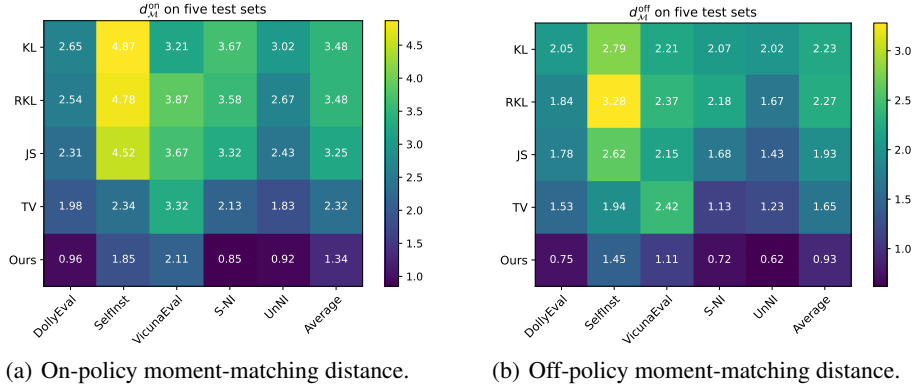 d_M^on on five test sets
KL 2.65 4.87 3.21 3.67 3.02 3.48
RKL 2.54 4.78 3.87 3.58 2.67 3.48
JS 2.31 4.52 3.67 3.32 2.43 3.25
TV 1.98 2.34 3.32 2.13 1.83 2.32
Ours 0.96 1.85 2.11 0.85 0.92 1.34
DollyEval SelfInst VicunaEval S-NI UnNI Average
4.5
4.0
3.5
3.0
2.5
2.0
1.5
1.0
(a) On-policy moment-matching distance.
d_M^off on five test sets
KL 2.05 2.79 2.21 2.07 2.02 2.23
RKL 1.84 3.28 2.37 2.18 1.67 2.27
JS 1.78 2.62 2.15 1.68 1.43 1.93
TV 1.53 1.94 2.42 1.13 1.23 1.65
Ours 0.75 1.45 1.11 0.72 0.62 0.93
DollyEval SelfInst VicunaEval S-NI UnNI Average
3.0
2.5
2.0
1.5
1.0
(b) Off-policy moment-matching distance.